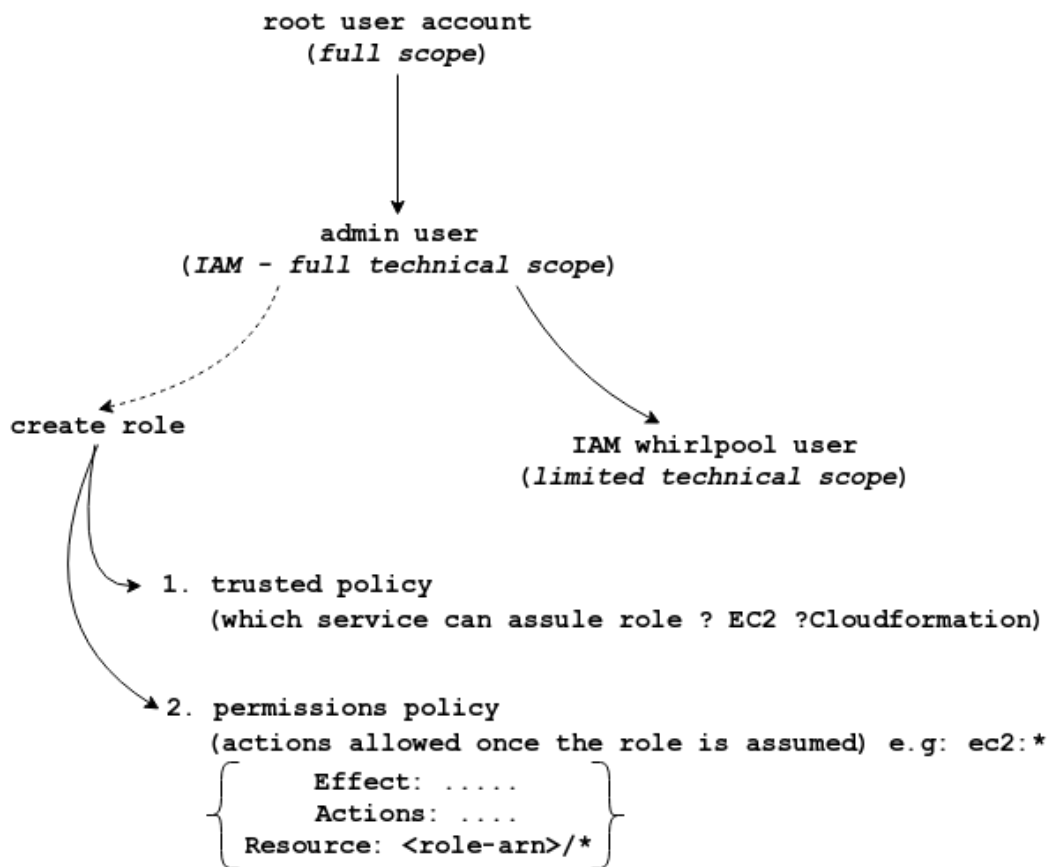 root user account
(full scope)
admin user
(IAM - full technical scope)
create role
IAM whirlpool user
(limited technical scope)
1. trusted policy
(which service can assule role ? EC2 ?Cloudformation)
2. permissions policy
(actions allowed once the role is assumed) e.g: ec2:*
Effect: .....
Actions: ....
Resource: <role-arn>/*